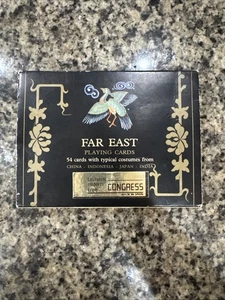 FAR EAST
PLAYING CARDS
54 cards with typical costumes from
CHINA · INDONESIA · JAPAN · INDIA
CONGRESS